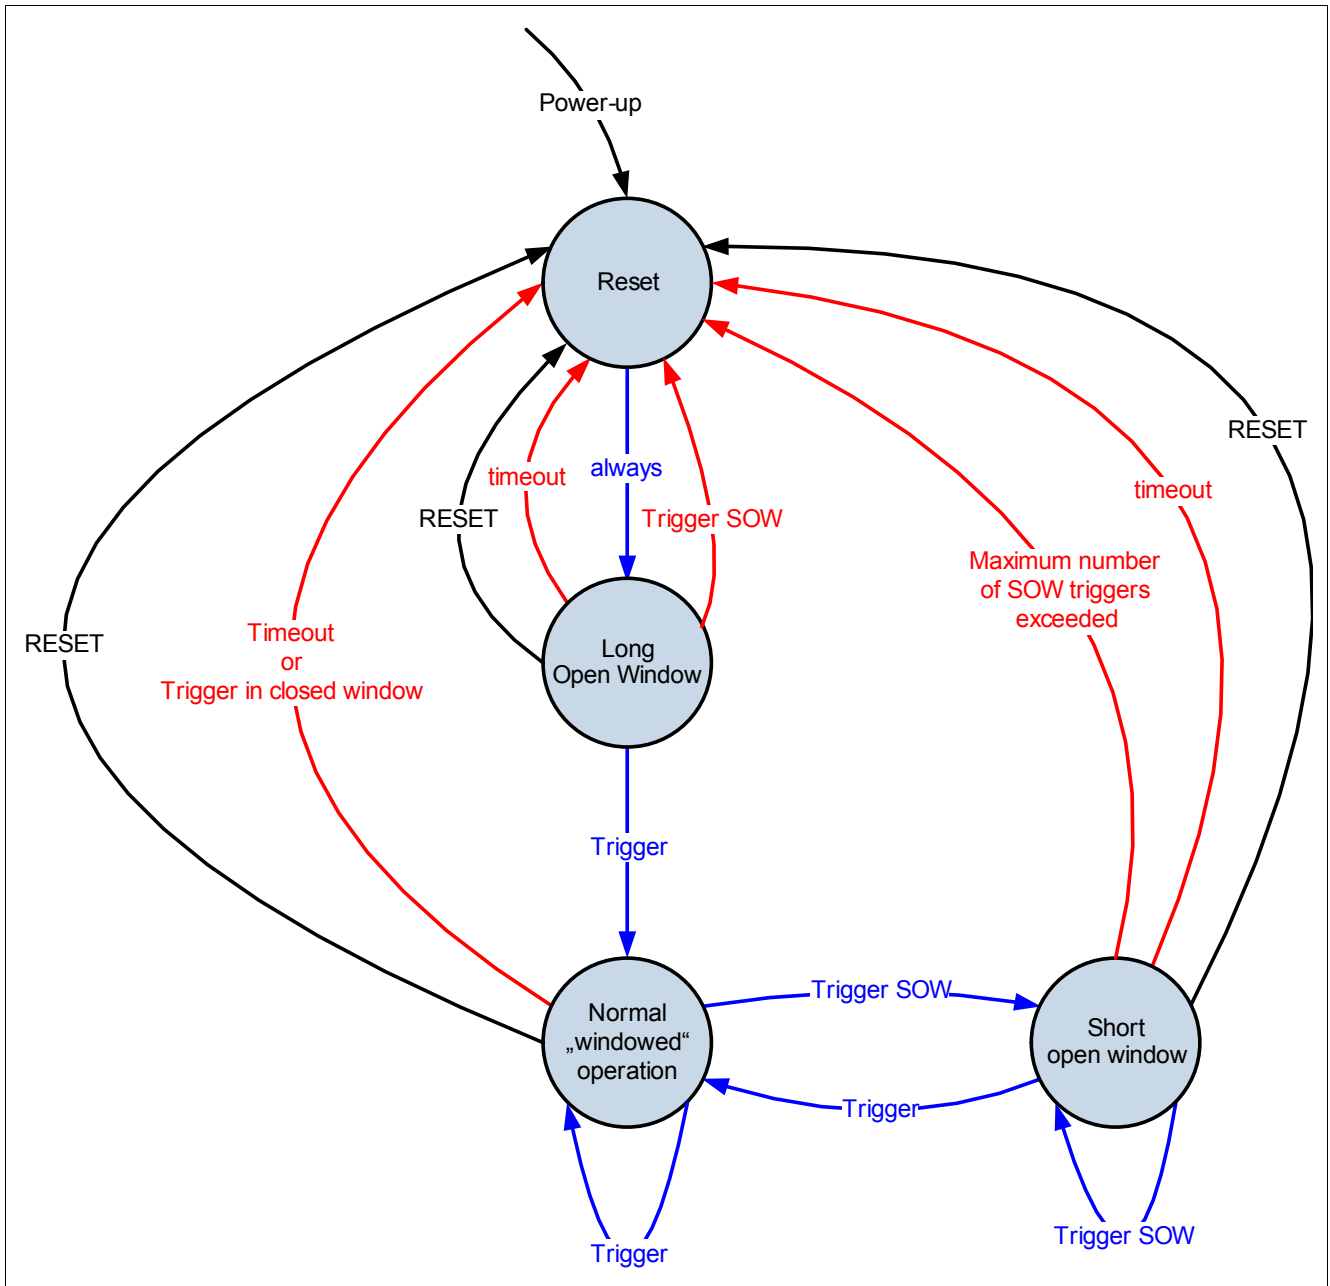 Power-up
Reset
RESET
timeout
always
timeout
RESET
Trigger SOW
Maximum number
of SOW triggers
exceeded
Timeout
or
Trigger in closed window
RESET
Long
Open Window
Trigger
Trigger SOW
Normal
„windowed“
operation
Short
open window
Trigger
Trigger
Trigger SOW